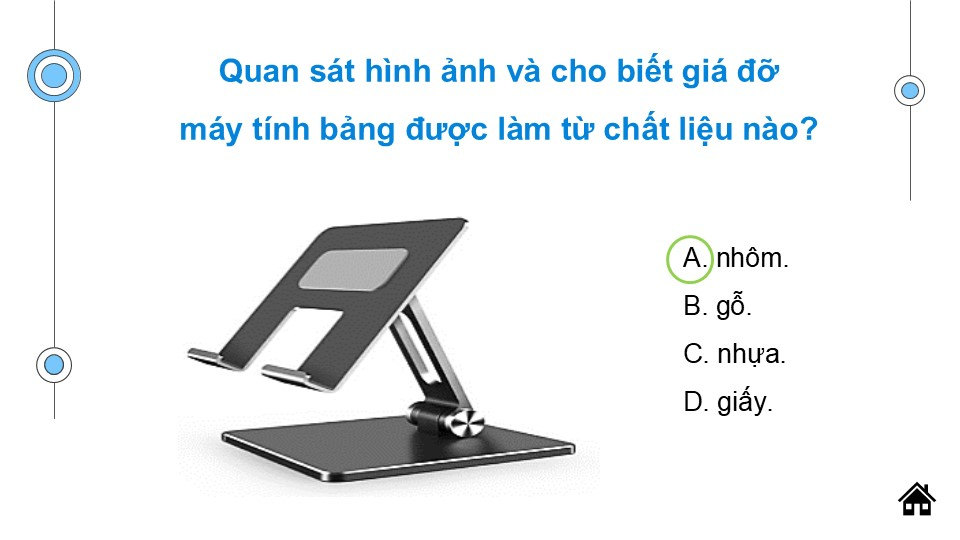 Quan sát hình ảnh và cho biết giá đỡ
máy tính bảng được làm từ chất liệu nào?
A. nhôm.
B. gỗ.
C. nhựa.
D. giấy.